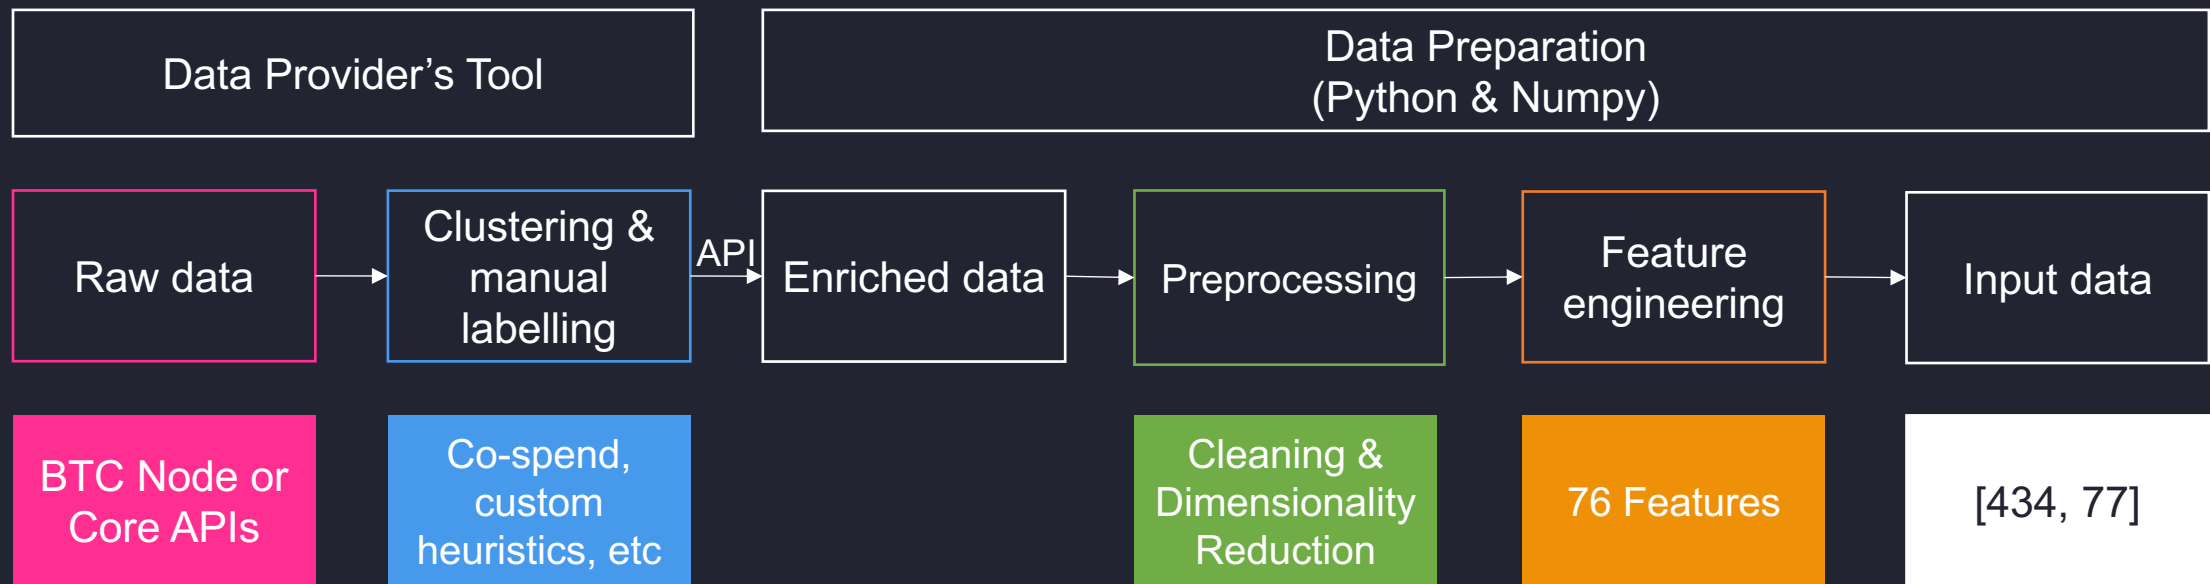 Data Provider’s Tool
Data Preparation
(Python & Numpy)
Raw data
Clustering &
manual
labelling
API
Enriched data
Preprocessing
Feature
engineering
Input data
BTC Node or
Core APIs
Co-spend,
custom
heuristics, etc
Cleaning &
Dimensionality
Reduction
76 Features
[434, 77]